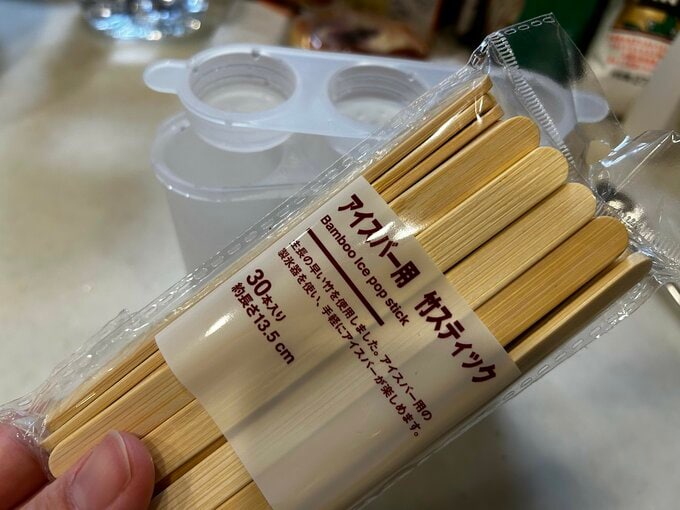 アイスバー用 竹スティック
Bamboo Ice pop stick
生長の早い竹を使用しました。アイスバー用の
製氷器を使い、手軽にアイスバーが楽しめます。
30本入り
約長さ13.5 cm